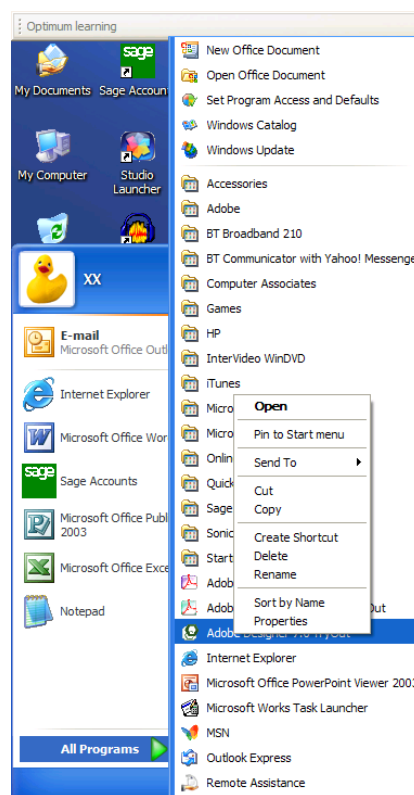 Optimum learning
My Documents
sage
Sage Accoun
My Computer
Studio
Launcher
XX
E-mail
Microsoft Office Outl
Internet Explorer
Microsoft Office Wor
sage
Sage Accounts
Microsoft Office Publ
2003
Microsoft Office Exce
Notepad
All Programs
New Office Document
Open Office Document
Set Program Access and Defaults
Windows Catalog
Windows Update
Accessories
Adobe
BT Broadband 210
BT Communicator with Yahoo! Messenge
Computer Associates
Games
HP
InterVideo WinDVD
iTunes
Micro
Micro
Onlin
Quick
Sage
Sonic
Start
Adob
Adob
Out
Adobe Designer 7.0 TryOut
Internet Explorer
Microsoft Office PowerPoint Viewer 2003
Microsoft Works Task Launcher
MSN
Outlook Express
Remote Assistance
Open
Pin to Start menu
Send To
Cut
Copy
Create Shortcut
Delete
Rename
Sort by Name
Properties